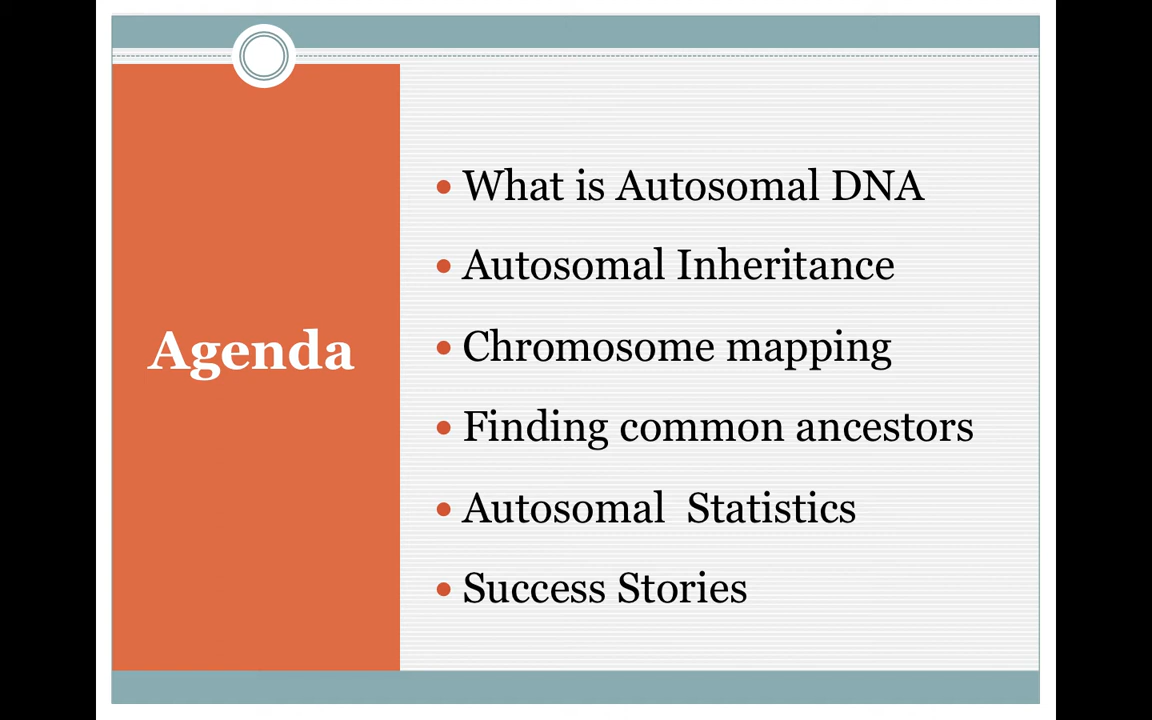 Agenda
• What is Autosomal DNA
• Autosomal Inheritance
• Chromosome mapping
• Finding common ancestors
• Autosomal  Statistics
• Success Stories